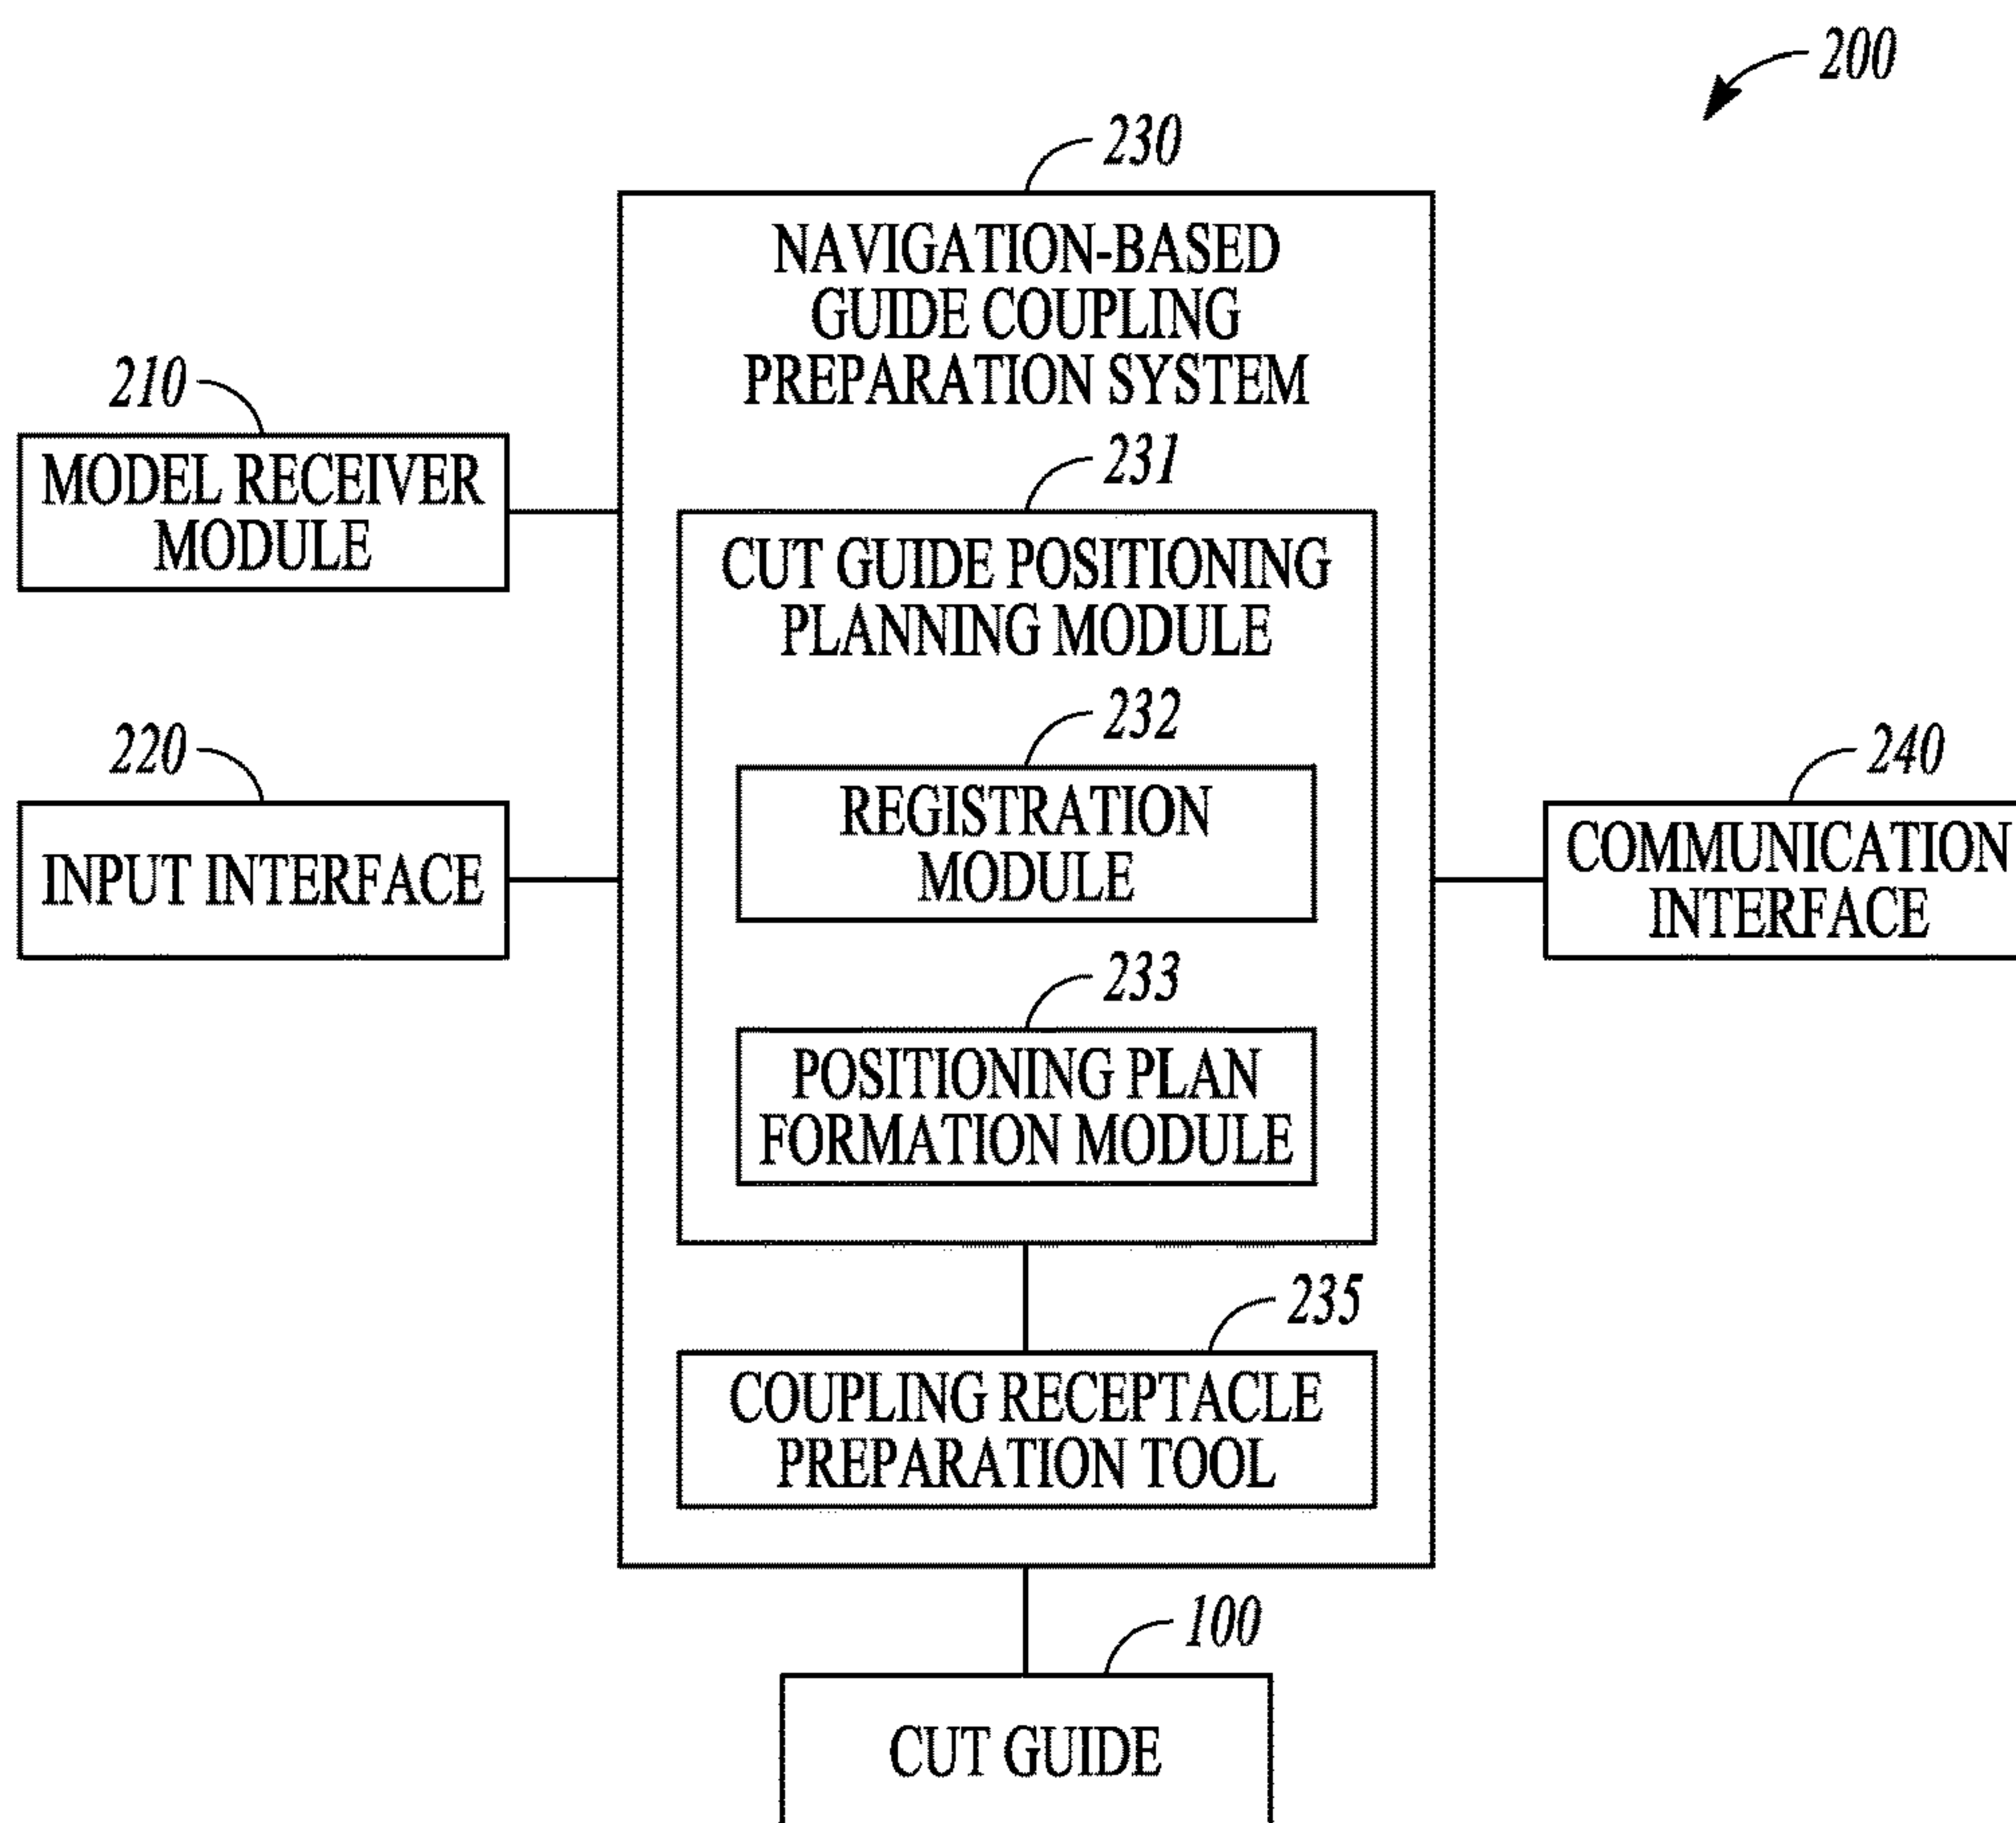 200
230
NAVIGATION-BASED
GUIDE COUPLING
PREPARATION SYSTEM
210
MODEL RECEIVER
MODULE
231
CUT GUIDE POSITIONING
PLANNING MODULE
232
REGISTRATION
MODULE
220
INPUT INTERFACE
240
COMMUNICATION
INTERFACE
233
POSITIONING PLAN
FORMATION MODULE
235
COUPLING RECEPTACLE
PREPARATION TOOL
100
CUT GUIDE